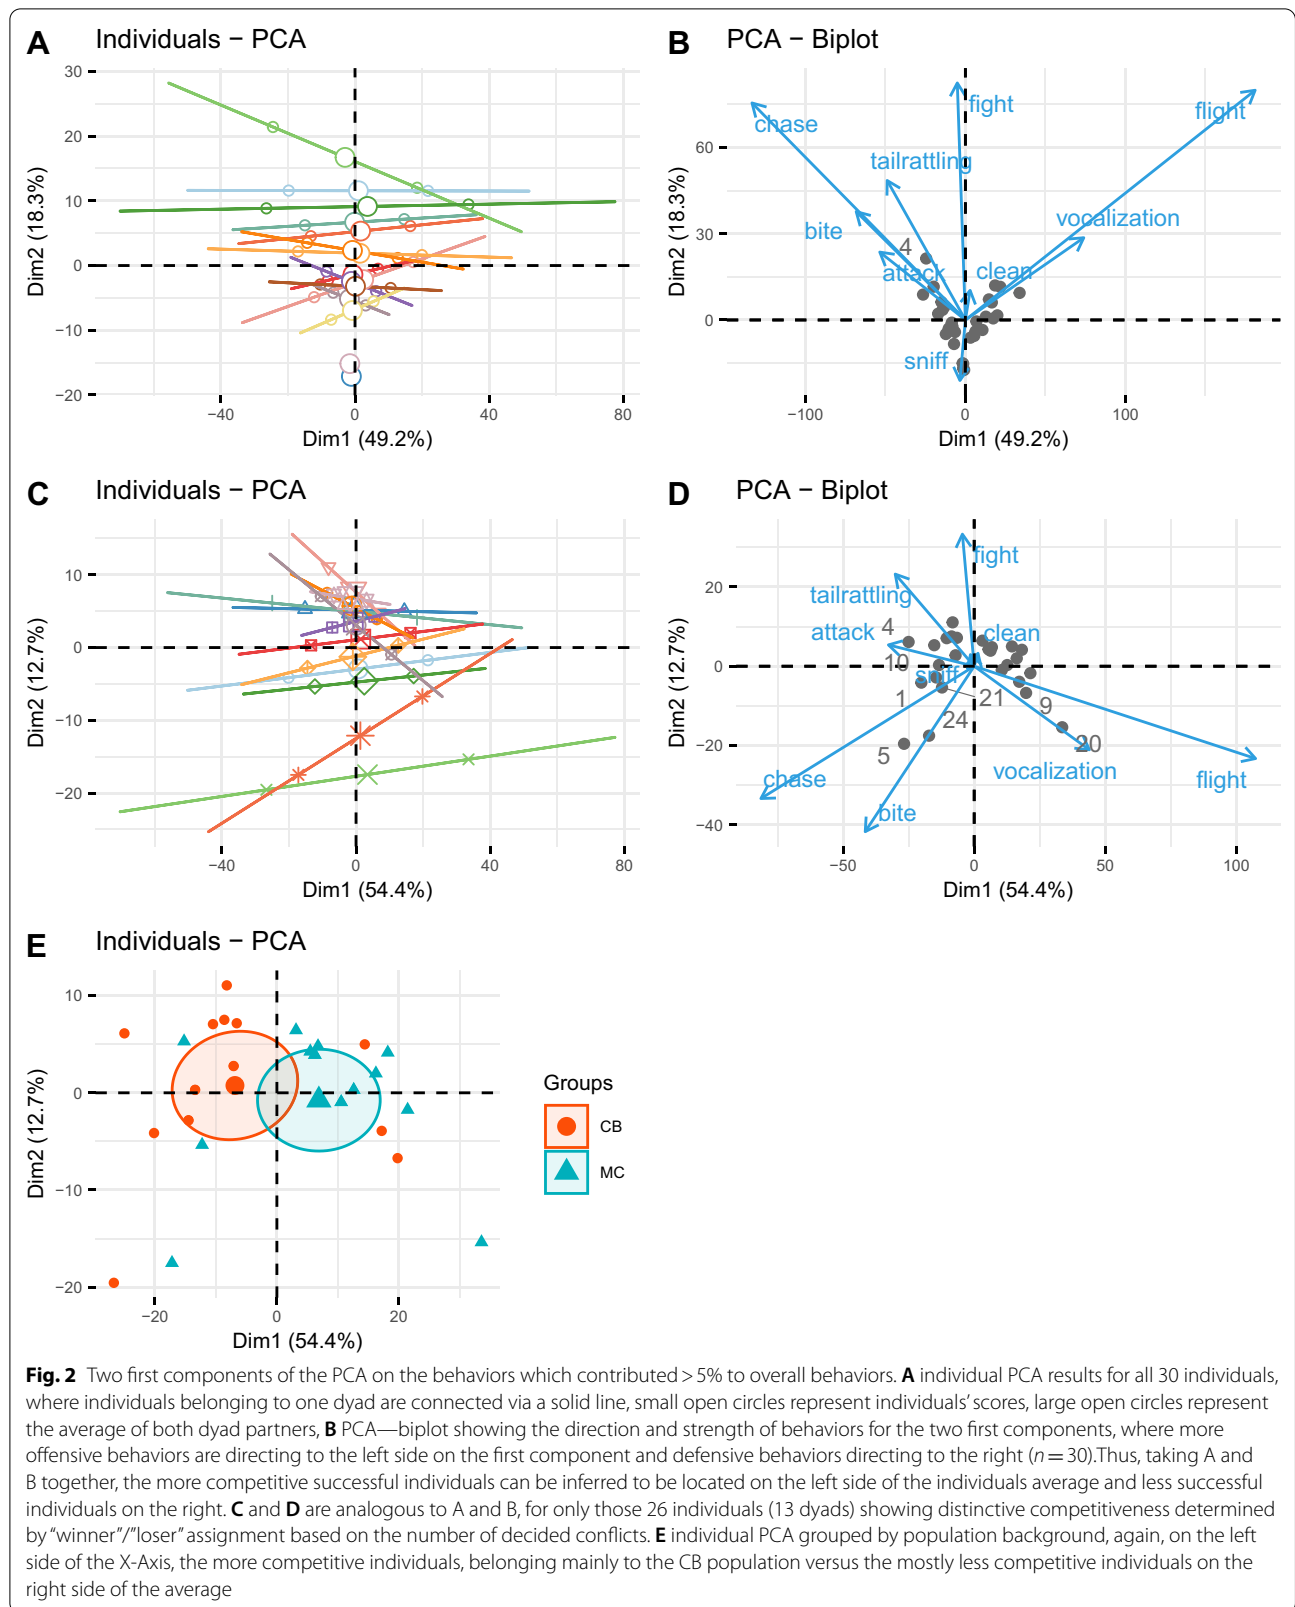 A Individuals − PCA
30
20
10
0
−10
−20
Dim2 (18.3%)
−40
0
40
80
Dim1 (49.2%)
B PCA − Biplot
fight
flight
chase
tailrattling
bite
vocalization
4
attack
clean
sniff
60
30
0
Dim2 (18.3%)
−100
0
100
Dim1 (49.2%)
C Individuals − PCA
10
0
−10
−20
Dim2 (12.7%)
−40
0
40
80
Dim1 (54.4%)
D PCA − Biplot
fight
tailrattling
4
attack
clean
10
sniff
1
21
9
24
20
5
vocalization
chase
flight
bite
20
0
−20
−40
Dim2 (12.7%)
−50
0
50
100
Dim1 (54.4%)
E Individuals − PCA
10
0
−10
−20
Dim2 (12.7%)
−20
0
20
Dim1 (54.4%)
Groups
CB
MC
Fig. 2 Two first components of the PCA on the behaviors which contributed > 5% to overall behaviors. A individual PCA results for all 30 individuals,
where individuals belonging to one dyad are connected via a solid line, small open circles represent individuals' scores, large open circles represent
the average of both dyad partners, B PCA—biplot showing the direction and strength of behaviors for the two first components, where more
offensive behaviors are directing to the left side on the first component and defensive behaviors directing to the right (n = 30).Thus, taking A and
B together, the more competitive successful individuals can be inferred to be located on the left side of the individuals average and less successful
individuals on the right. C and D are analogous to A and B, for only those 26 individuals (13 dyads) showing distinctive competitiveness determined
by "winner"/"loser" assignment based on the number of decided conflicts. E individual PCA grouped by population background, again, on the left
side of the X-Axis, the more competitive individuals, belonging mainly to the CB population versus the mostly less competitive individuals on the
right side of the average